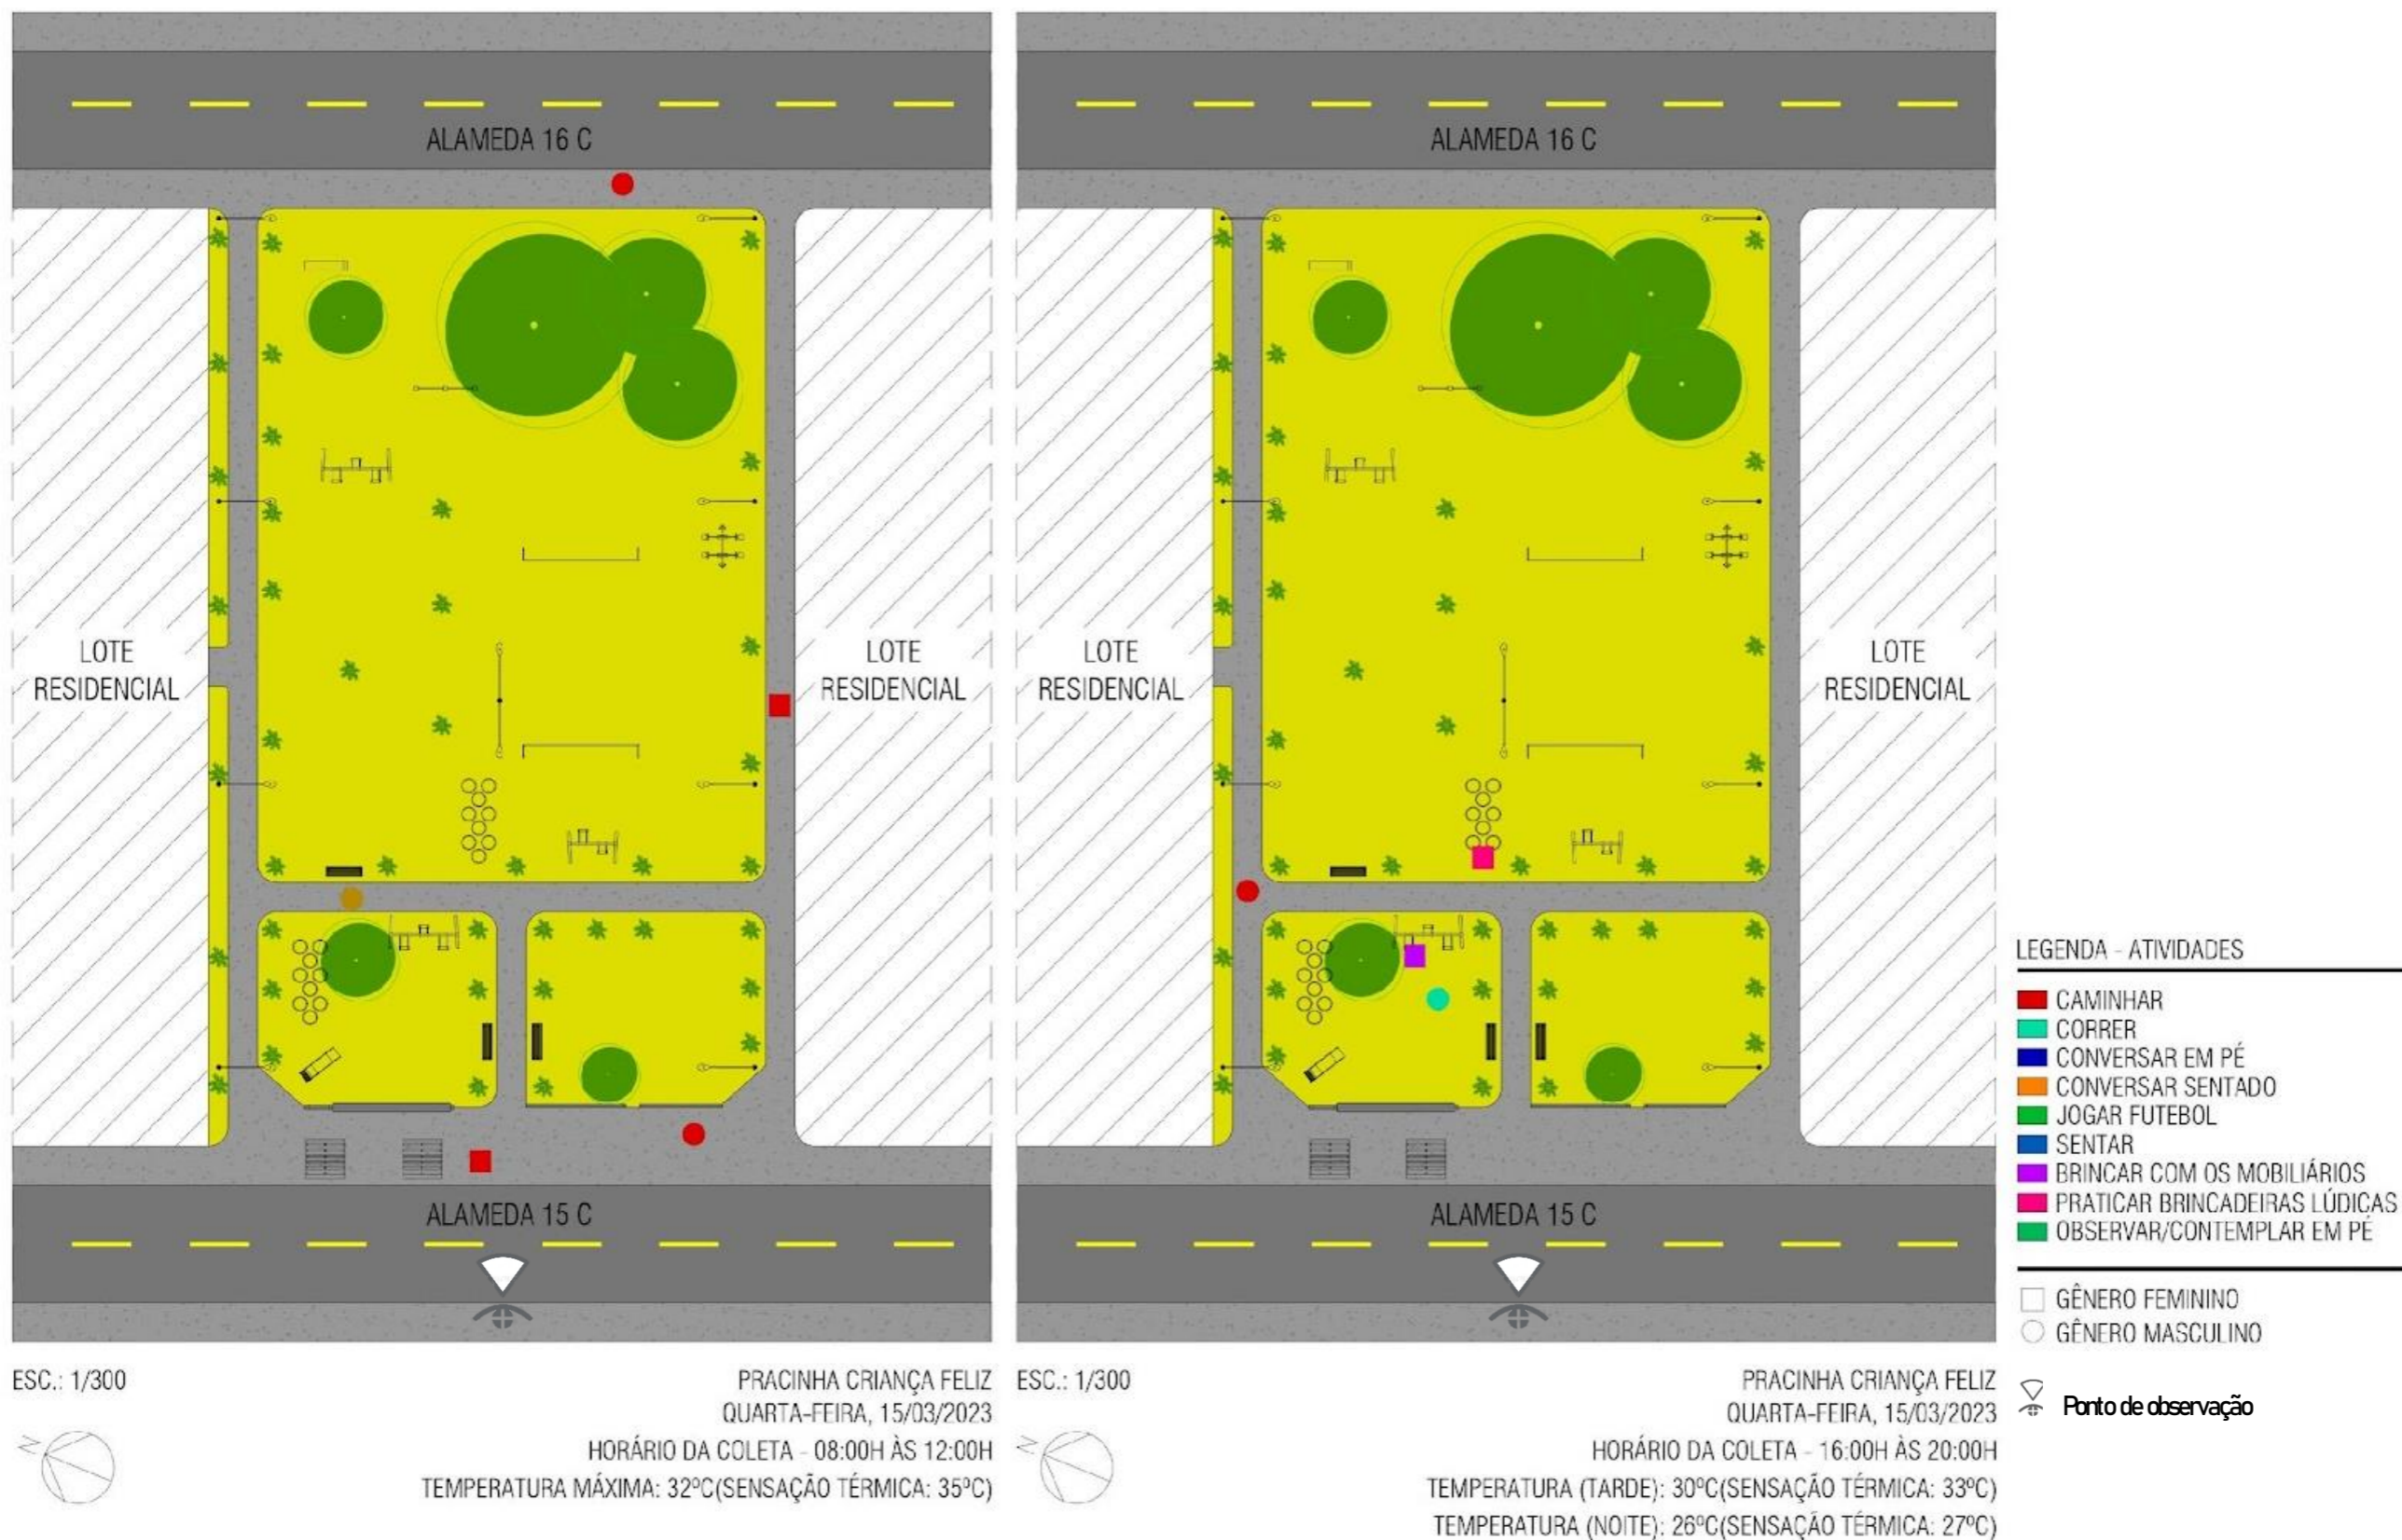 ALAMEDA 16 C
LOTE
RESIDENCIAL
LOTE
RESIDENCIAL
ALAMEDA 15 C
ESC.: 1/300
PRACINHA CRIANÇA FELIZ
QUARTA-FEIRA, 15/03/2023
HORÁRIO DA COLETA - 08:00H ÀS 12:00H
TEMPERATURA MÁXIMA: 32ºC(SENSAÇÃO TÉRMICA: 35ºC)
N
ALAMEDA 16 C
LOTE
RESIDENCIAL
LOTE
RESIDENCIAL
ALAMEDA 15 C
ESC.: 1/300
PRACINHA CRIANÇA FELIZ
QUARTA-FEIRA, 15/03/2023
HORÁRIO DA COLETA - 16:00H ÀS 20:00H
TEMPERATURA (TARDE): 30ºC(SENSAÇÃO TÉRMICA: 33ºC)
TEMPERATURA (NOITE): 26ºC(SENSAÇÃO TÉRMICA: 27ºC)
N
LEGENDA - ATIVIDADES
CAMINHAR
CORRER
CONVERSAR EM PÉ
CONVERSAR SENTADO
JOGAR FUTEBOL
SENTAR
BRINCAR COM OS MOBILIÁRIOS
PRATICAR BRINCADEIRAS LÚDICAS
OBSERVAR/CONTEMPLAR EM PÉ
GÊNERO FEMININO
GÊNERO MASCULINO
Ponto de observação